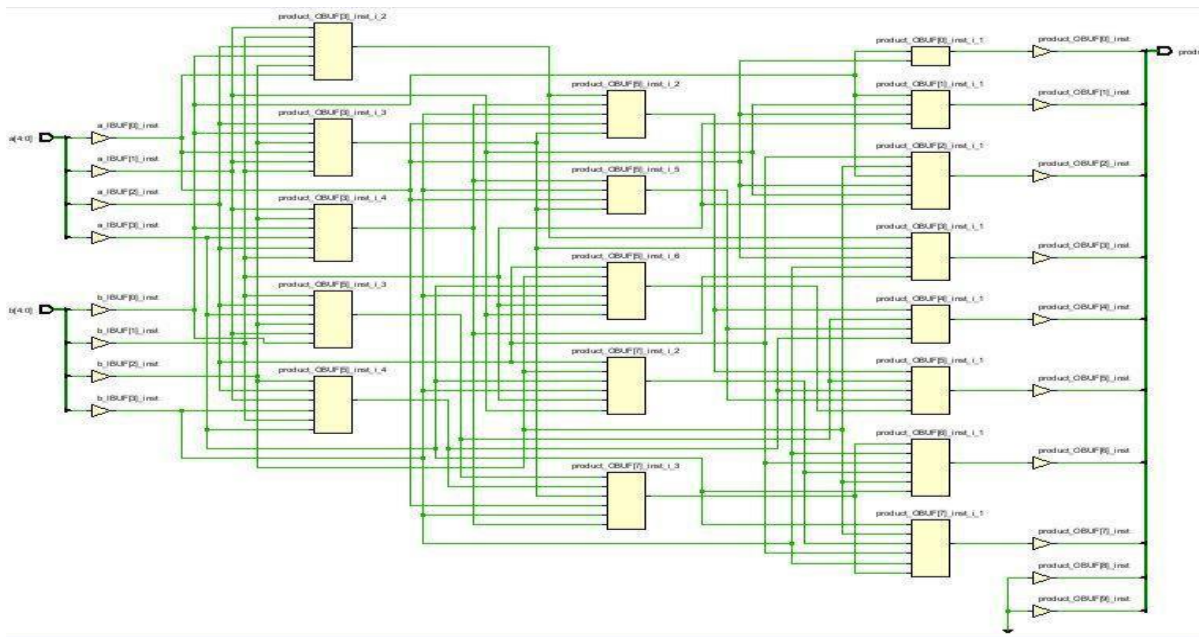 product_OBUF[3]_inst_i_2
product_OBUF[3]_inst_i_3
product_OBUF[3]_inst_i_4
product_OBUF[5]_inst_i_3
product_OBUF[5]_inst_i_4
a[4:0]
a_IBUF[0]_inst
a_IBUF[1]_inst
a_IBUF[2]_inst
a_IBUF[3]_inst
b[4:0]
b_IBUF[0]_inst
b_IBUF[1]_inst
b_IBUF[2]_inst
b_IBUF[3]_inst
product_OBUF[5]_inst_i_2
product_OBUF[5]_inst_i_5
product_OBUF[5]_inst_i_6
product_OBUF[7]_inst_i_2
product_OBUF[7]_inst_i_3
product_OBUF[0]_inst_i_1
product_OBUF[1]_inst_i_1
product_OBUF[2]_inst_i_1
product_OBUF[3]_inst_i_1
product_OBUF[4]_inst_i_1
product_OBUF[5]_inst_i_1
product_OBUF[6]_inst_i_1
product_OBUF[7]_inst_i_1
product_OBUF[0]_inst
product_OBUF[1]_inst
product_OBUF[2]_inst
product_OBUF[3]_inst
product_OBUF[4]_inst
product_OBUF[5]_inst
product_OBUF[6]_inst
product_OBUF[7]_inst
product_OBUF[8]_inst
product_OBUF[9]_inst